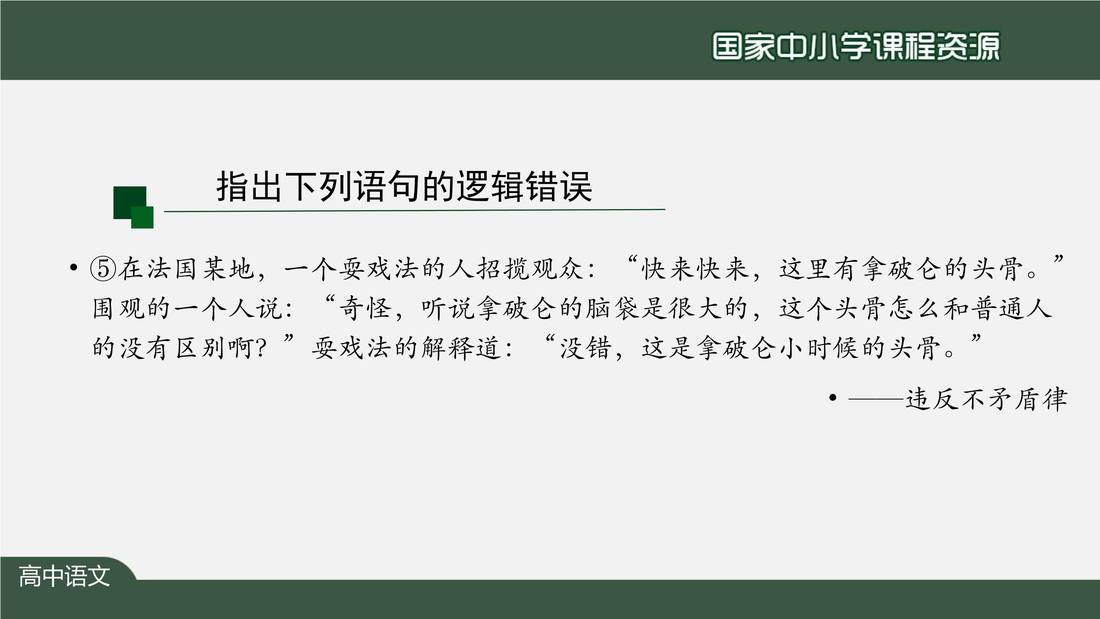 国家中小学课程资源
指出下列语句的逻辑错误
• ⑤在法国某地，一个耍戏法的人招揽观众：“快来快来，这里有拿破仑的头骨。”
围观的一个人说：“奇怪，听说拿破仑的脑袋是很大的，这个头骨怎么和普通人
的没有区别啊？”耍戏法的解释道：“没错，这是拿破仑小时候的头骨。”
• ——违反不矛盾律
高中语文